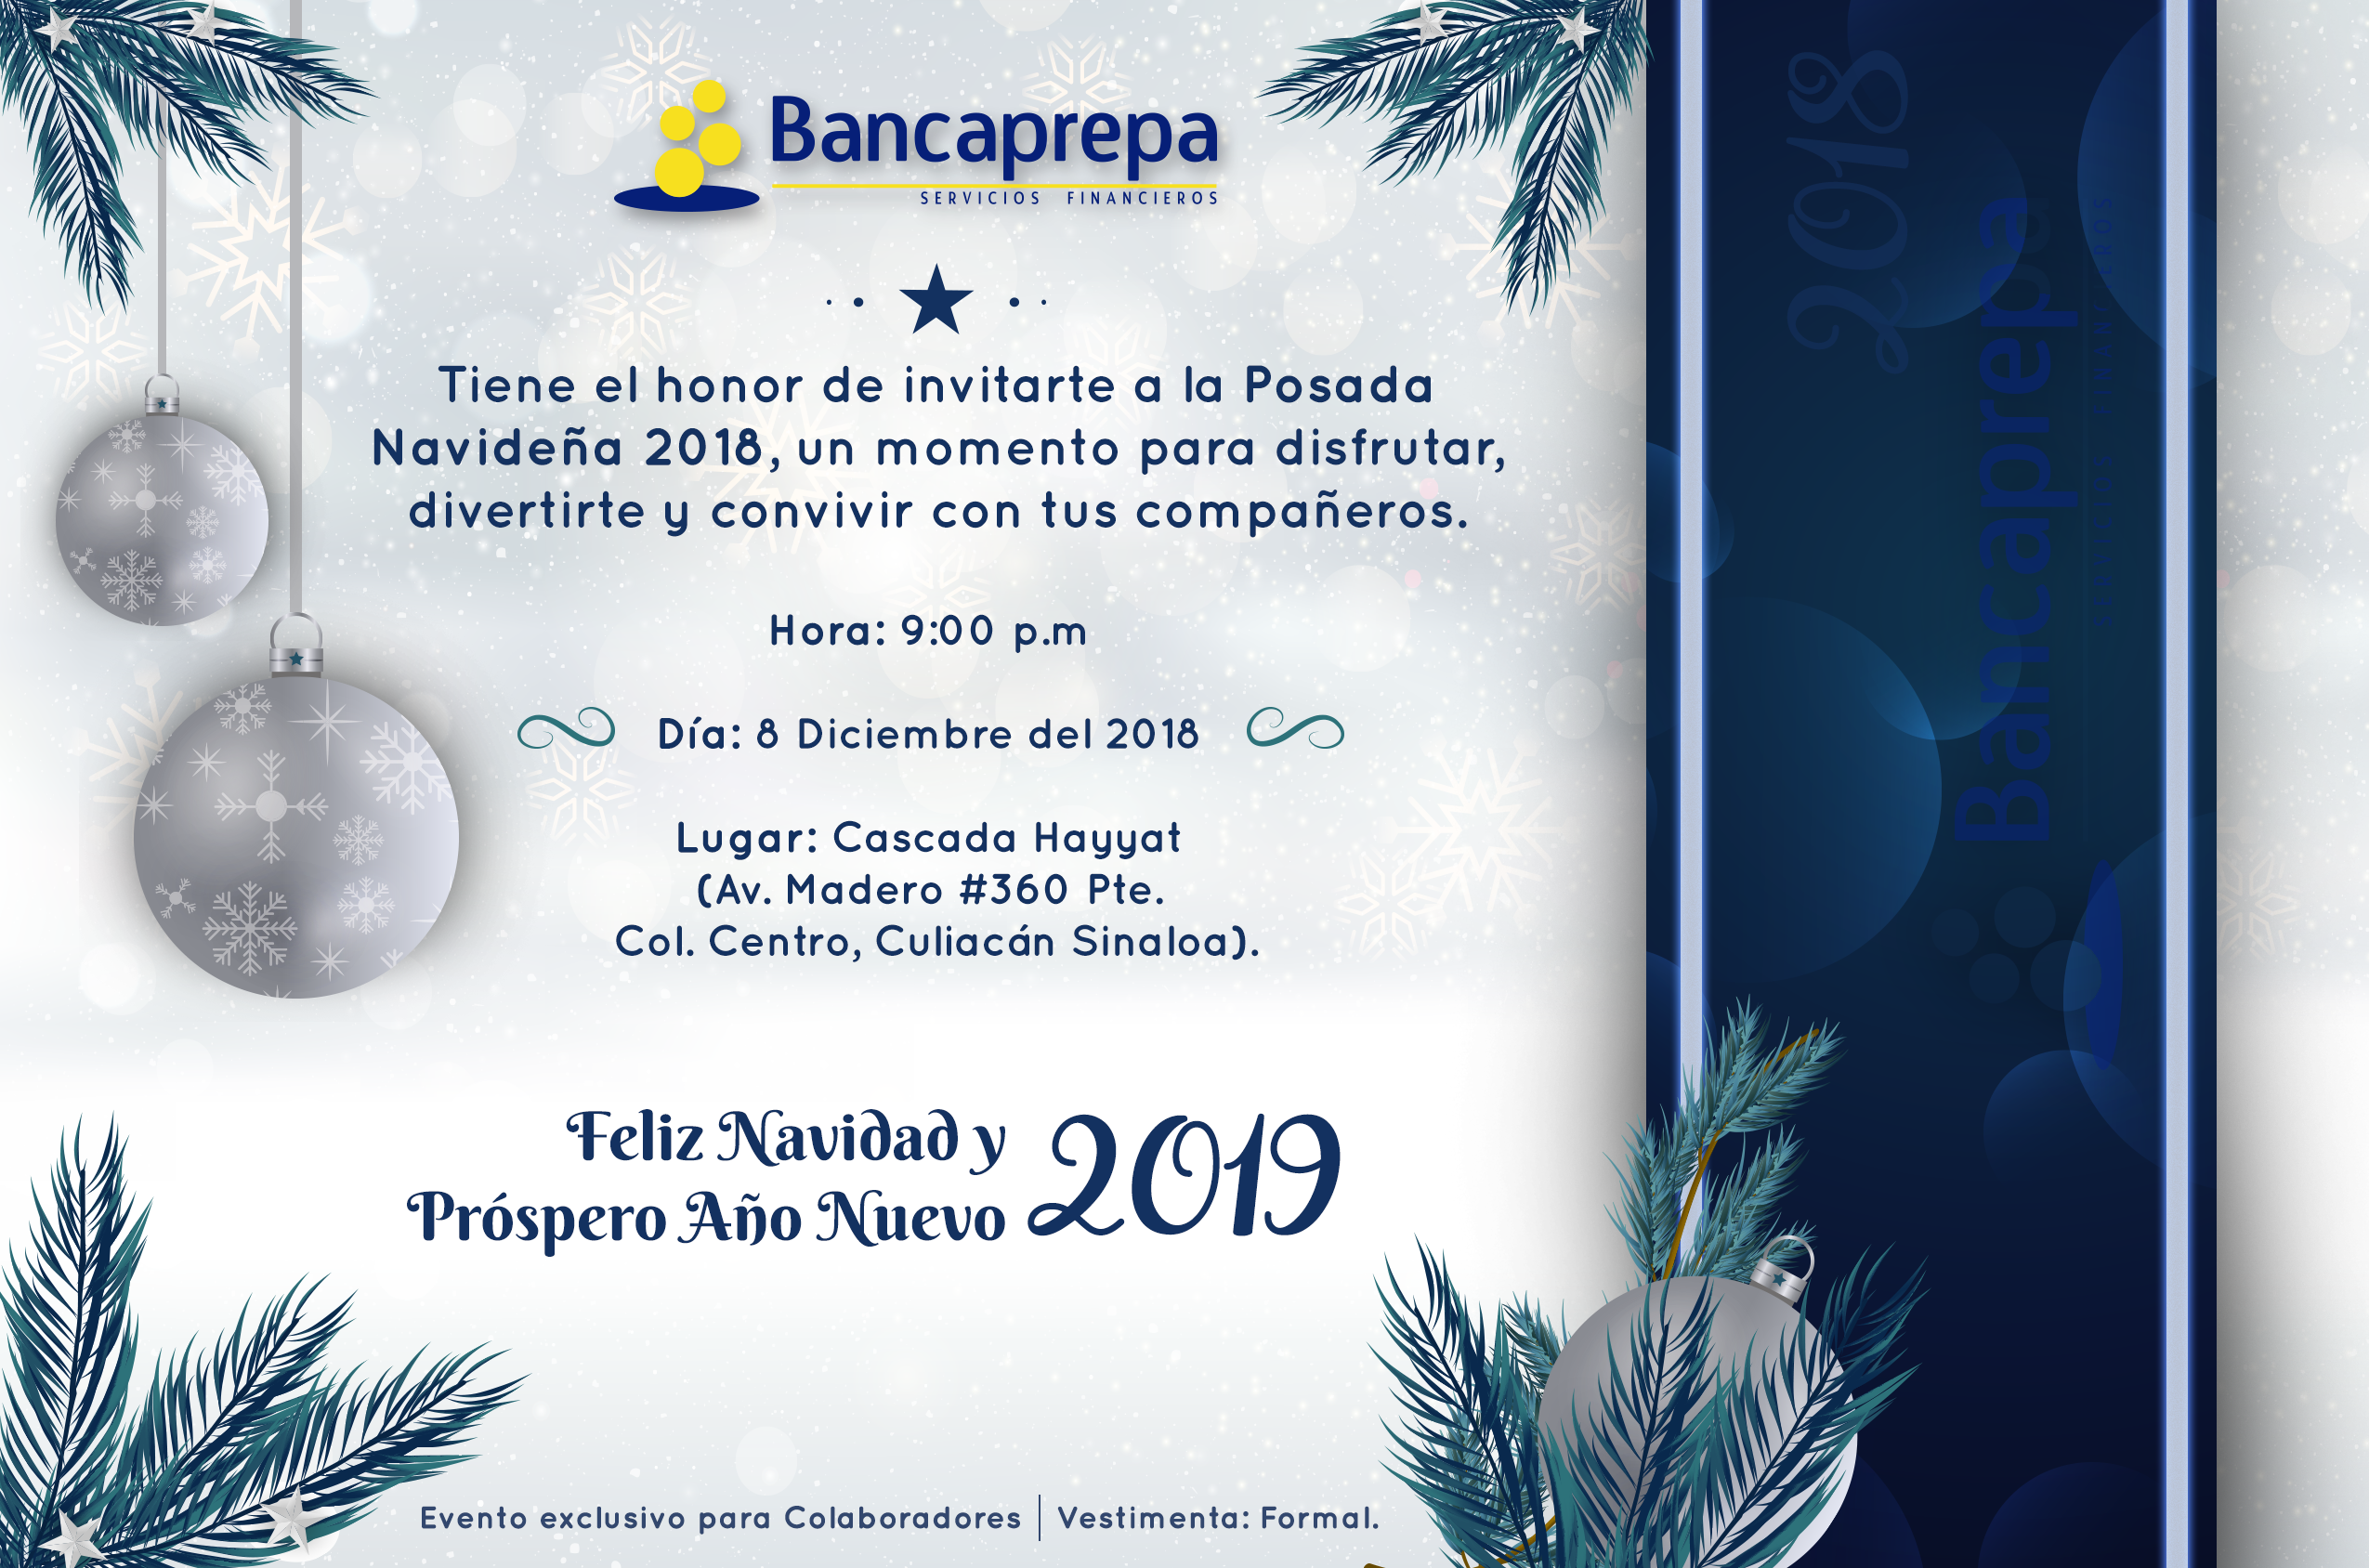 Bancaprepa
SERVICIOS FINANCIEROS
Tiene el honor de invitarte a la Posada
Navideña 2018, un momento para disfrutar,
divertirte y convivir con tus compañeros.
Hora: 9:00 p.m
Día: 8 Diciembre del 2018
Lugar: Cascada Hayyat
(Av. Madero #360 Pte.
Col. Centro, Culiacán Sinaloa).
Feliz Navidad y
Próspero Año Nuevo 2019
Evento exclusivo para Colaboradores | Vestimenta: Formal.
2018
Bancaprepa
SERVICIOS FINANCIEROS